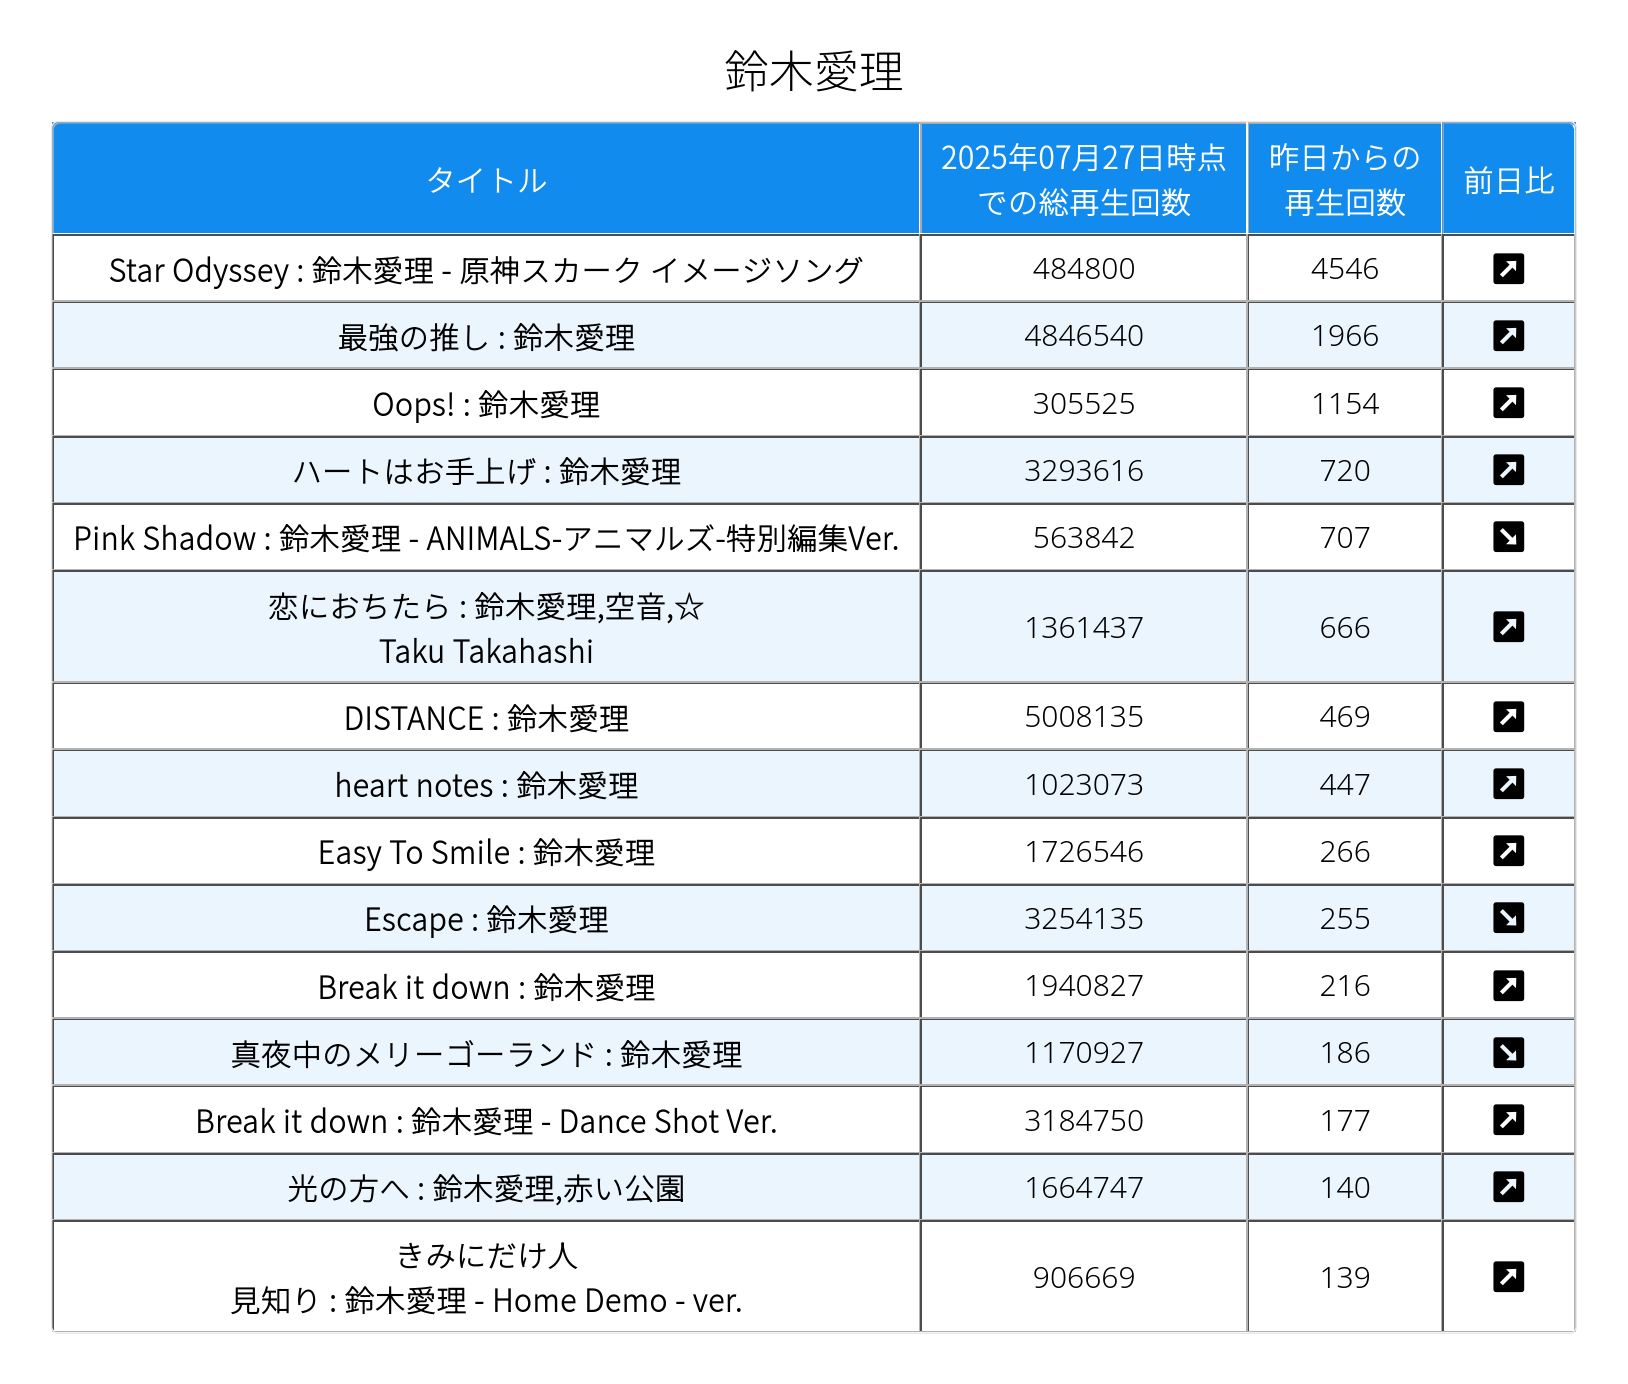 鈴木愛理
タイトル
2025年07月27日時点
での総再生回数
昨日からの
再生回数
前日比
Star Odyssey : 鈴木愛理 - 原神スカーク イメージソング 484800 4546
最強の推し : 鈴木愛理 4846540 1966
Oops! : 鈴木愛理 305525 1154
ハートはお手上げ : 鈴木愛理 3293616 720
Pink Shadow : 鈴木愛理 - ANIMALS-アニマルズ-特別編集Ver. 563842 707
恋におちたら : 鈴木愛理,空音,☆
Taku Takahashi 1361437 666
DISTANCE : 鈴木愛理 5008135 469
heart notes : 鈴木愛理 1023073 447
Easy To Smile : 鈴木愛理 1726546 266
Escape : 鈴木愛理 3254135 255
Break it down : 鈴木愛理 1940827 216
真夜中のメリーゴーランド : 鈴木愛理 1170927 186
Break it down : 鈴木愛理 - Dance Shot Ver. 3184750 177
光の方へ : 鈴木愛理,赤い公園 1664747 140
きみにだけ人
見知り : 鈴木愛理 - Home Demo - ver. 906669 139